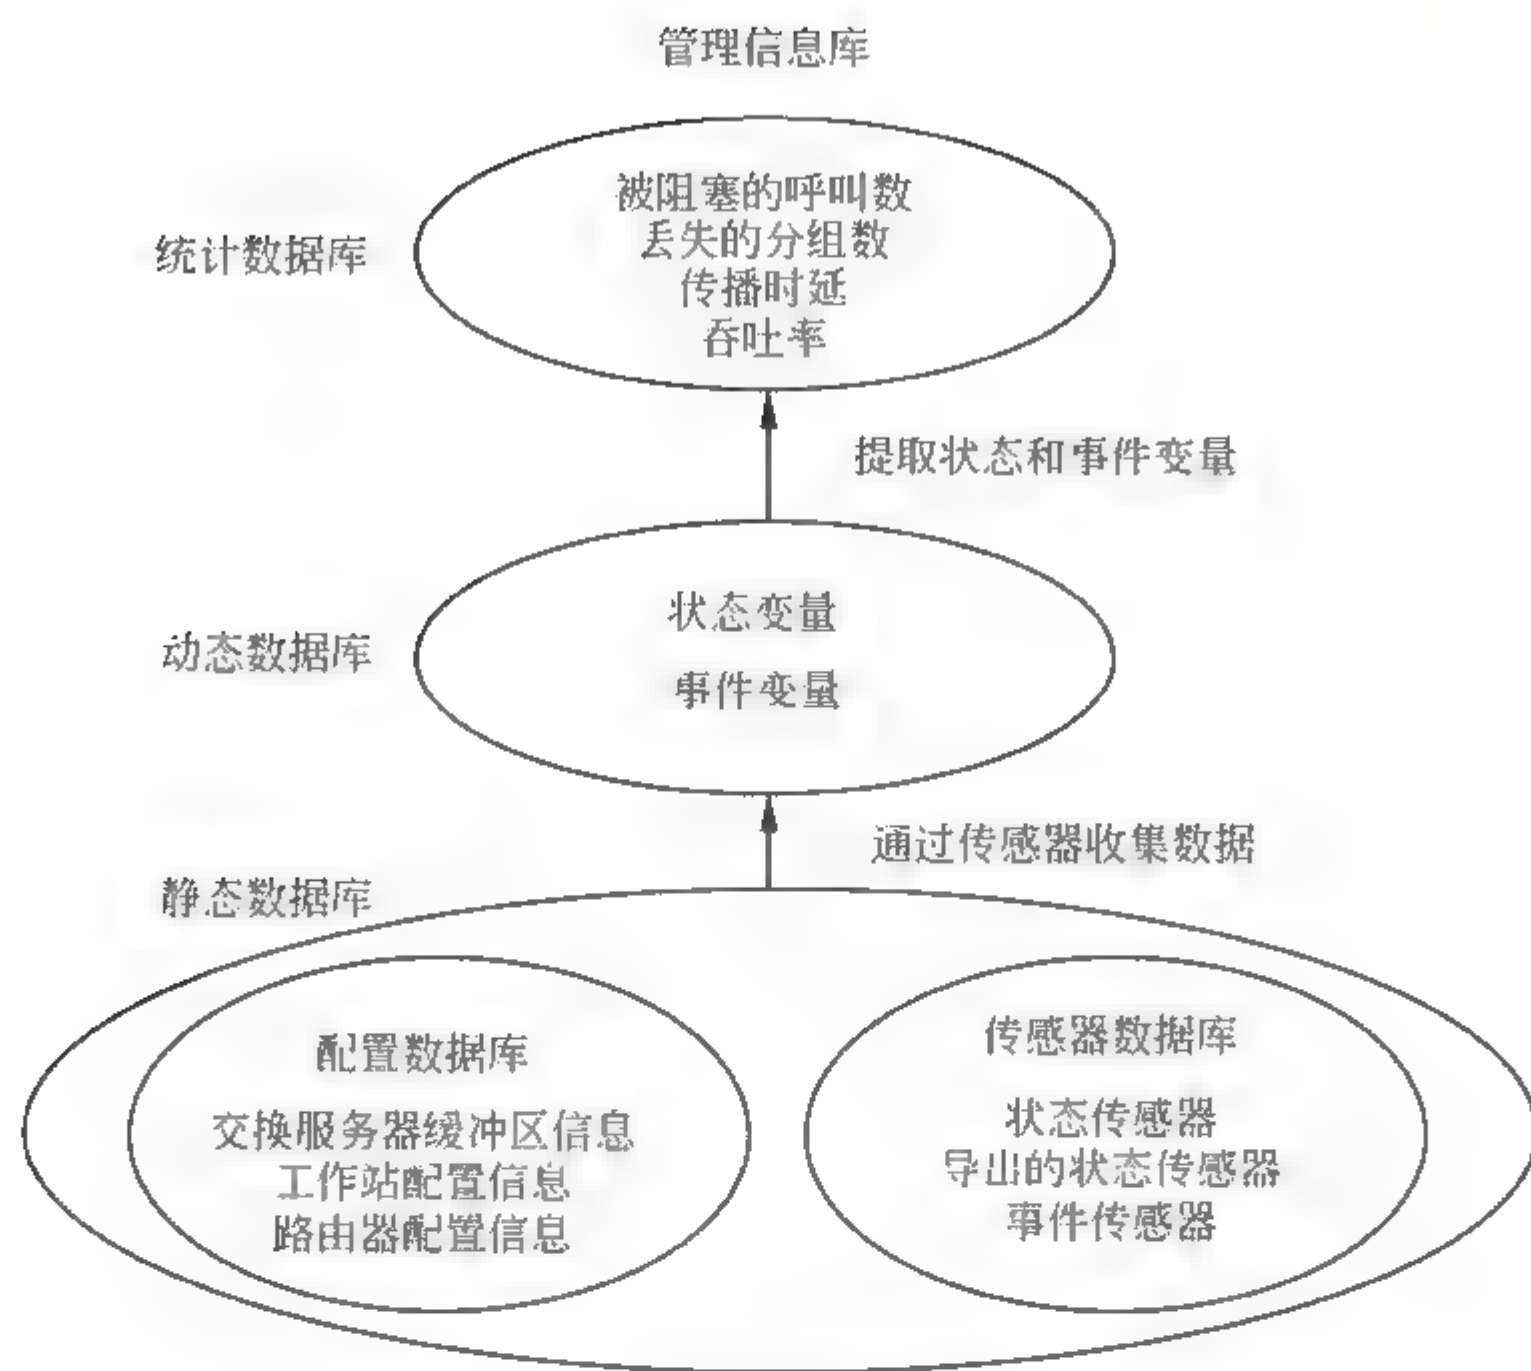 管理信息库
统计数据库
被阻塞的呼叫数
丢失的分组数
传播时延
吞吐率
提取状态和事件变量
动态数据库
状态变量
事件变量
通过传感器收集数据
静态数据库
配置数据库
交换服务器缓冲区信息
工作站配置信息
路由器配置信息
传感器数据库
状态传感器
导出的状态传感器
事件传感器